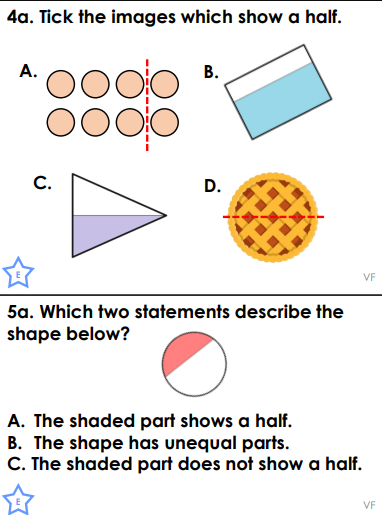 4a. Tick the images which show a half.
A.
B.
C.
D.
E
VF
5a. Which two statements describe the
shape below?
A. The shaded part shows a half.
B. The shape has unequal parts.
C. The shaded part does not show a half.
E
VF